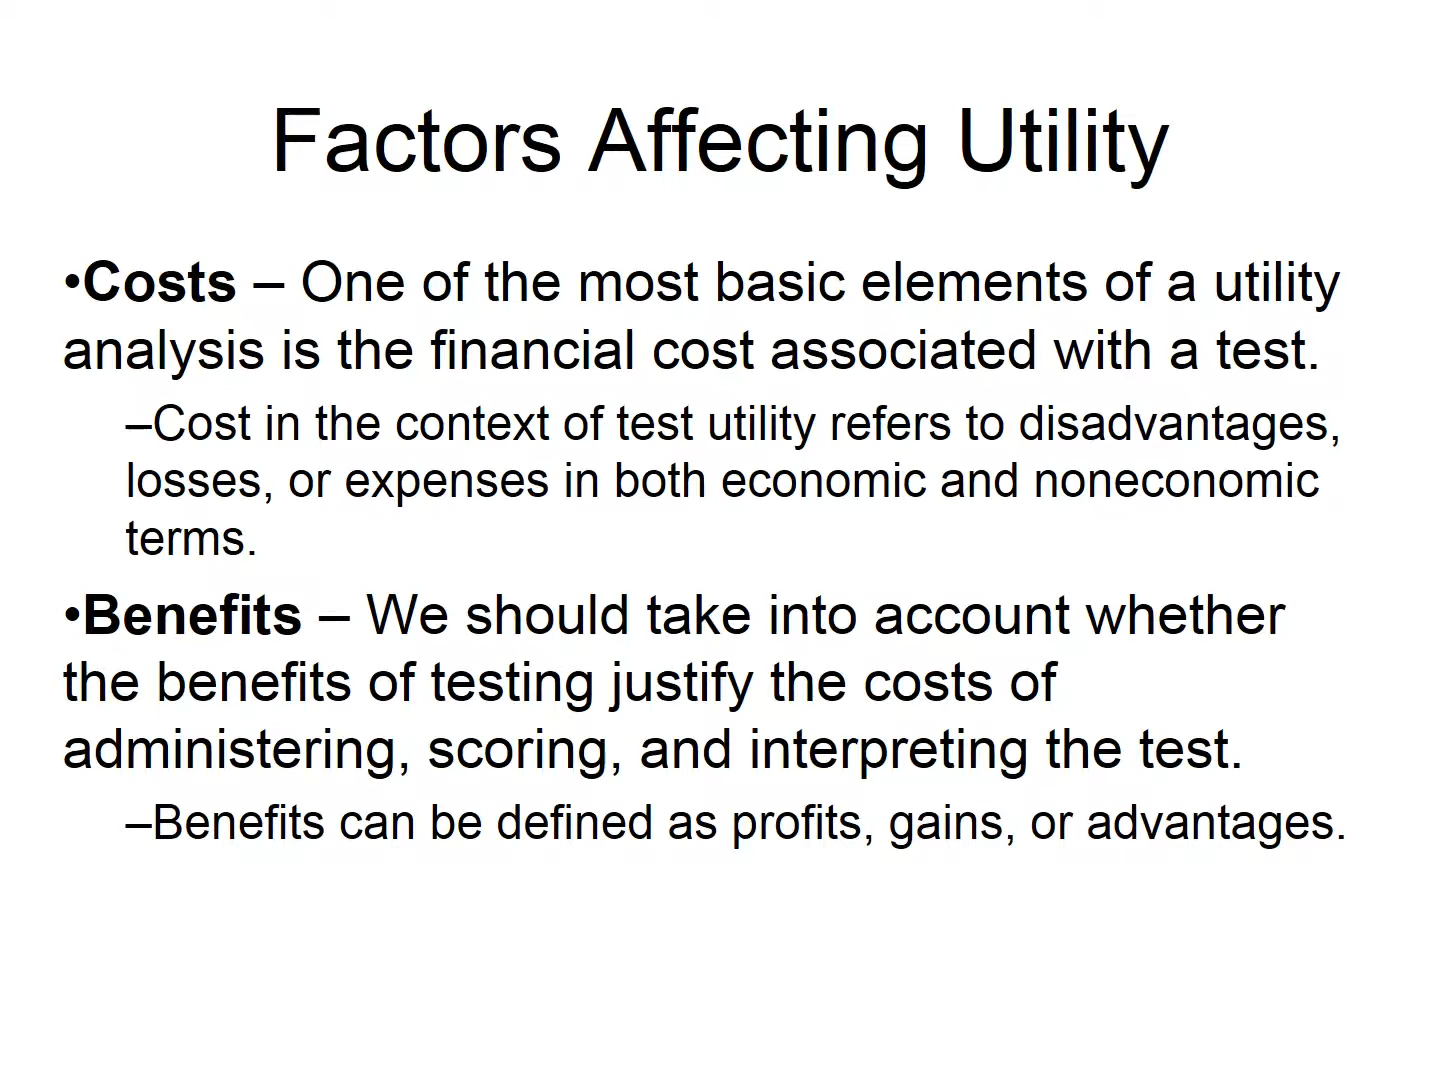 Factors Affecting Utility
•Costs – One of the most basic elements of a utility
analysis is the financial cost associated with a test.
–Cost in the context of test utility refers to disadvantages,
losses, or expenses in both economic and noneconomic
terms.
•Benefits – We should take into account whether
the benefits of testing justify the costs of
administering, scoring, and interpreting the test.
–Benefits can be defined as profits, gains, or advantages.